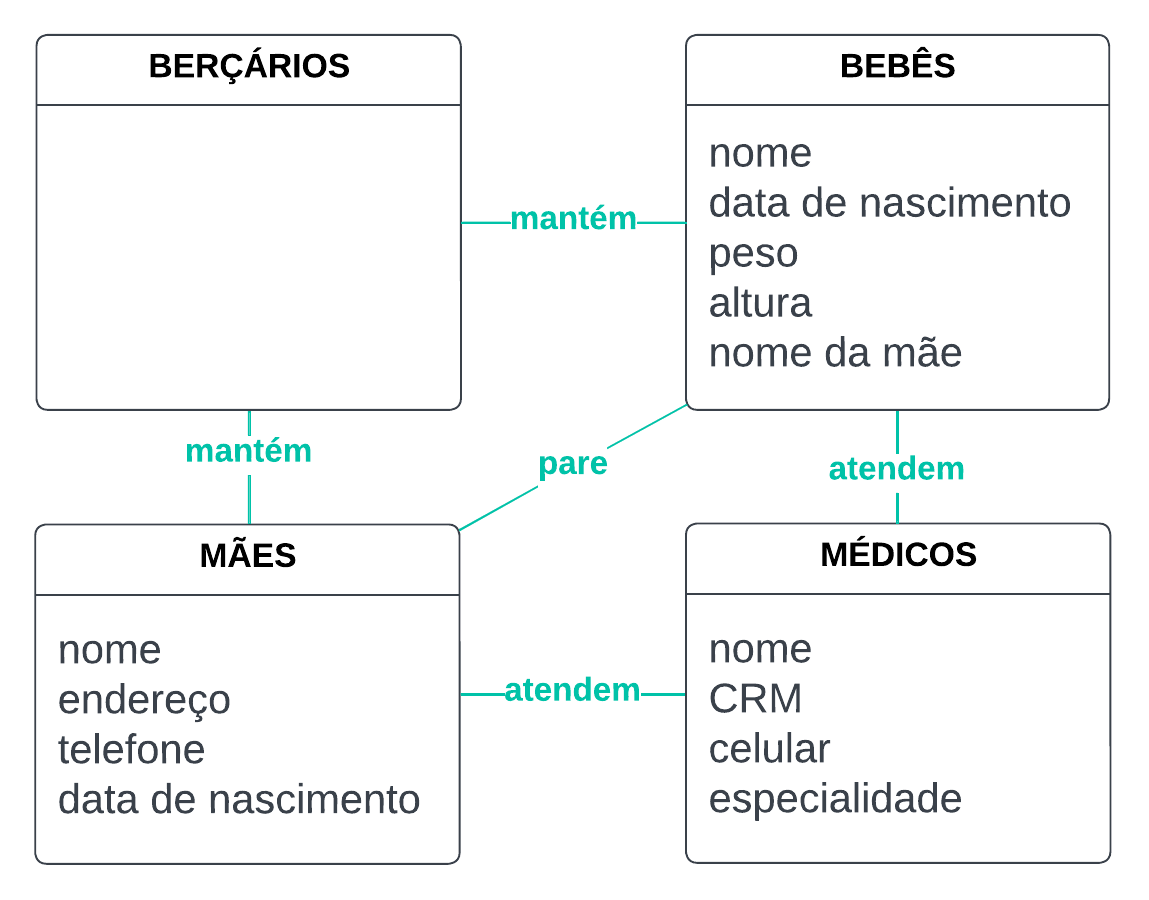 BERÇÁRIOS
BEBÊS
nome
data de nascimento
peso
altura
nome da mãe
mantém
mantém
pare
atendem
MÃES
nome
endereço
telefone
data de nascimento
atendem
MÉDICOS
nome
CRM
celular
especialidade